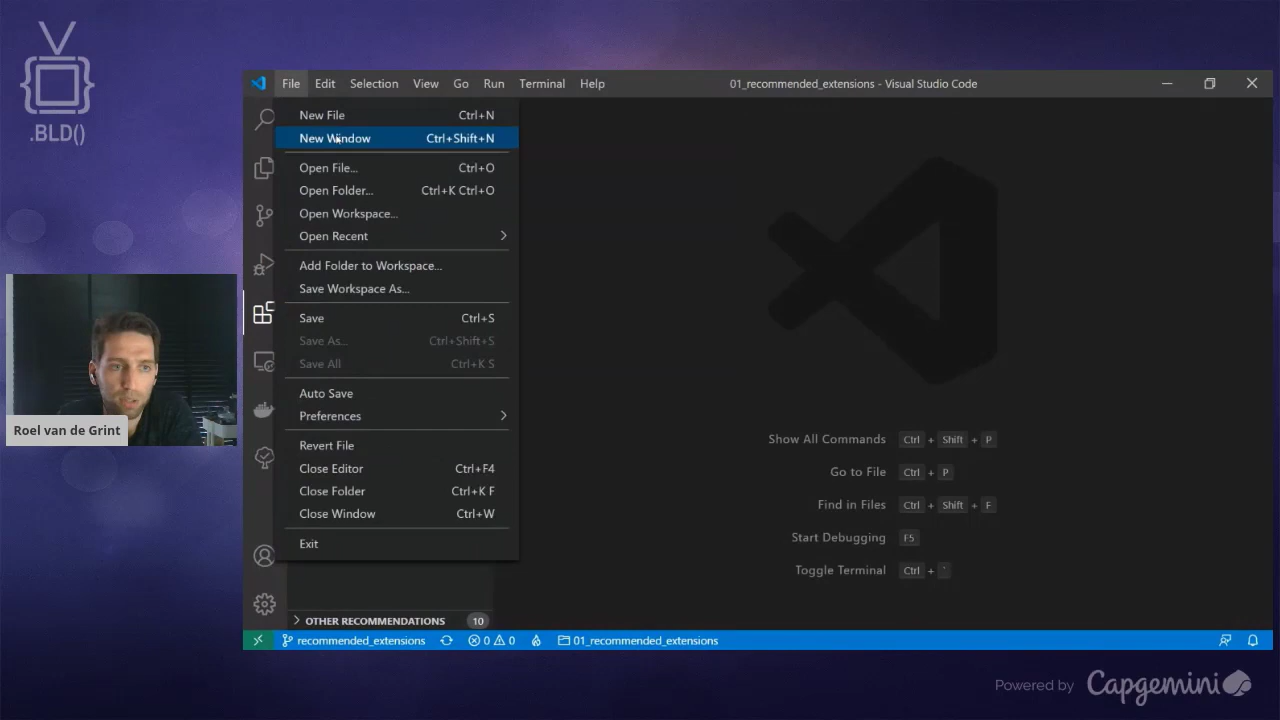 .BLD()
Roel van de Grint
File Edit Selection View Go Run Terminal Help 01_recommended_extensions - Visual Studio Code
New File Ctrl+N
New Window Ctrl+Shift+N
Open File... Ctrl+O
Open Folder... Ctrl+K Ctrl+O
Open Workspace...
Open Recent
Add Folder to Workspace...
Save Workspace As...
Save Ctrl+S
Save As... Ctrl+Shift+S
Save All Ctrl+K S
Auto Save
Preferences
Revert File
Close Editor Ctrl+F4
Close Folder Ctrl+K F
Close Window Ctrl+W
Exit
Show All Commands Ctrl + Shift + P
Go to File Ctrl + P
Find in Files Ctrl + Shift + F
Start Debugging F5
Toggle Terminal Ctrl + `
OTHER RECOMMENDATIONS 10
recommended_extensions 0 0 01_recommended_extensions
Powered by Capgemini